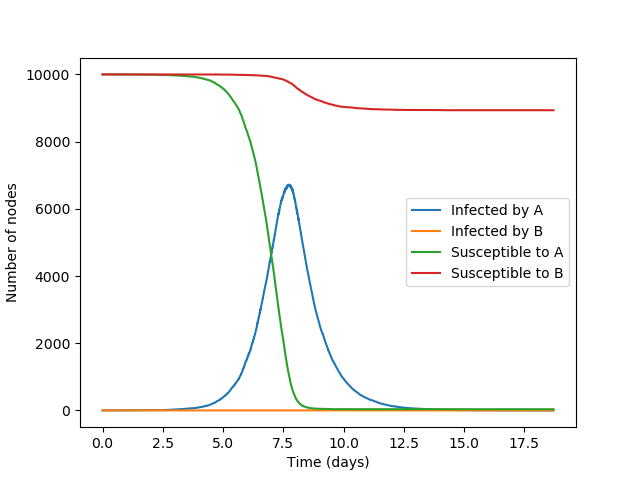 Number of nodes
10000
8000
6000
4000
2000
0
Infected by A
Infected by B
Susceptible to A
Susceptible to B
0.0 2.5 5.0 7.5 10.0 12.5 15.0 17.5
Time (days)